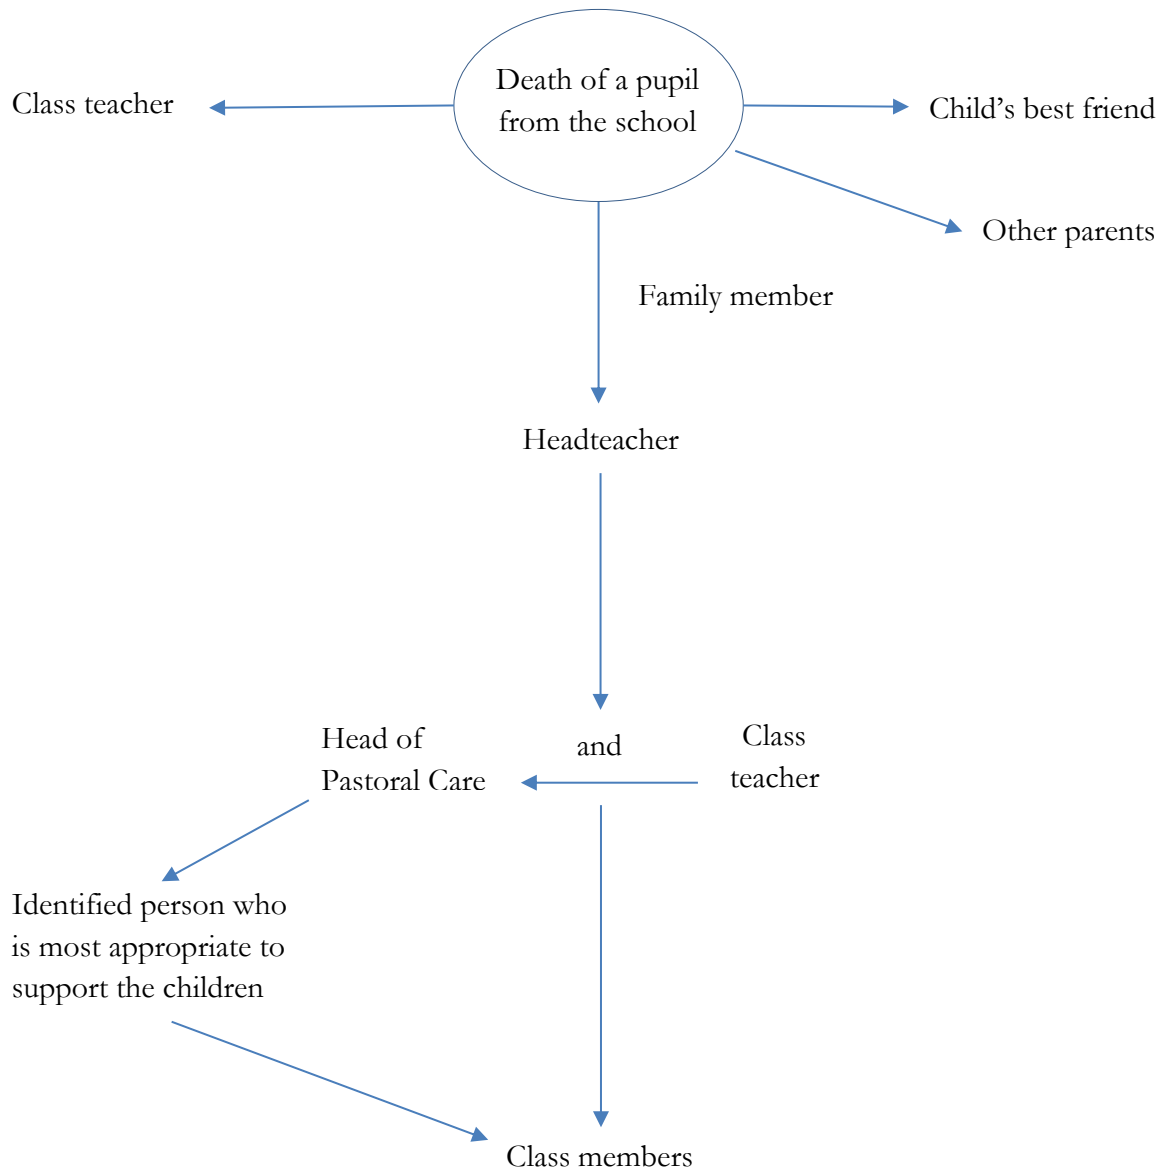 Death of a pupil
from the school
Class teacher
Child’s best friend
Other parents
Family member
Headteacher
Head of
Pastoral Care
and
Class
teacher
Identified person who
is most appropriate to
support the children
Class members